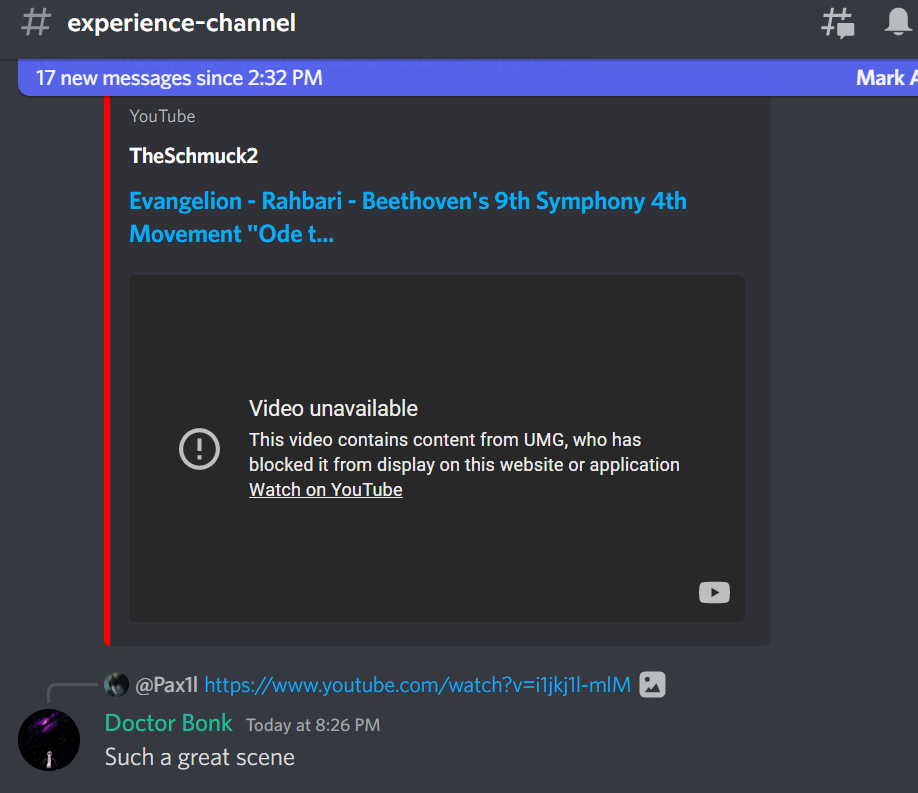 # experience-channel
17 new messages since 2:32 PM Mark A
YouTube
TheSchmuck2
Evangelion - Rahbari - Beethoven's 9th Symphony 4th
Movement "Ode t...
Video unavailable
This video contains content from UMG, who has
blocked it from display on this website or application
Watch on YouTube
@Pax1l https://www.youtube.com/watch?v=i1jkj1l-mlM
Doctor Bonk Today at 8:26 PM
Such a great scene